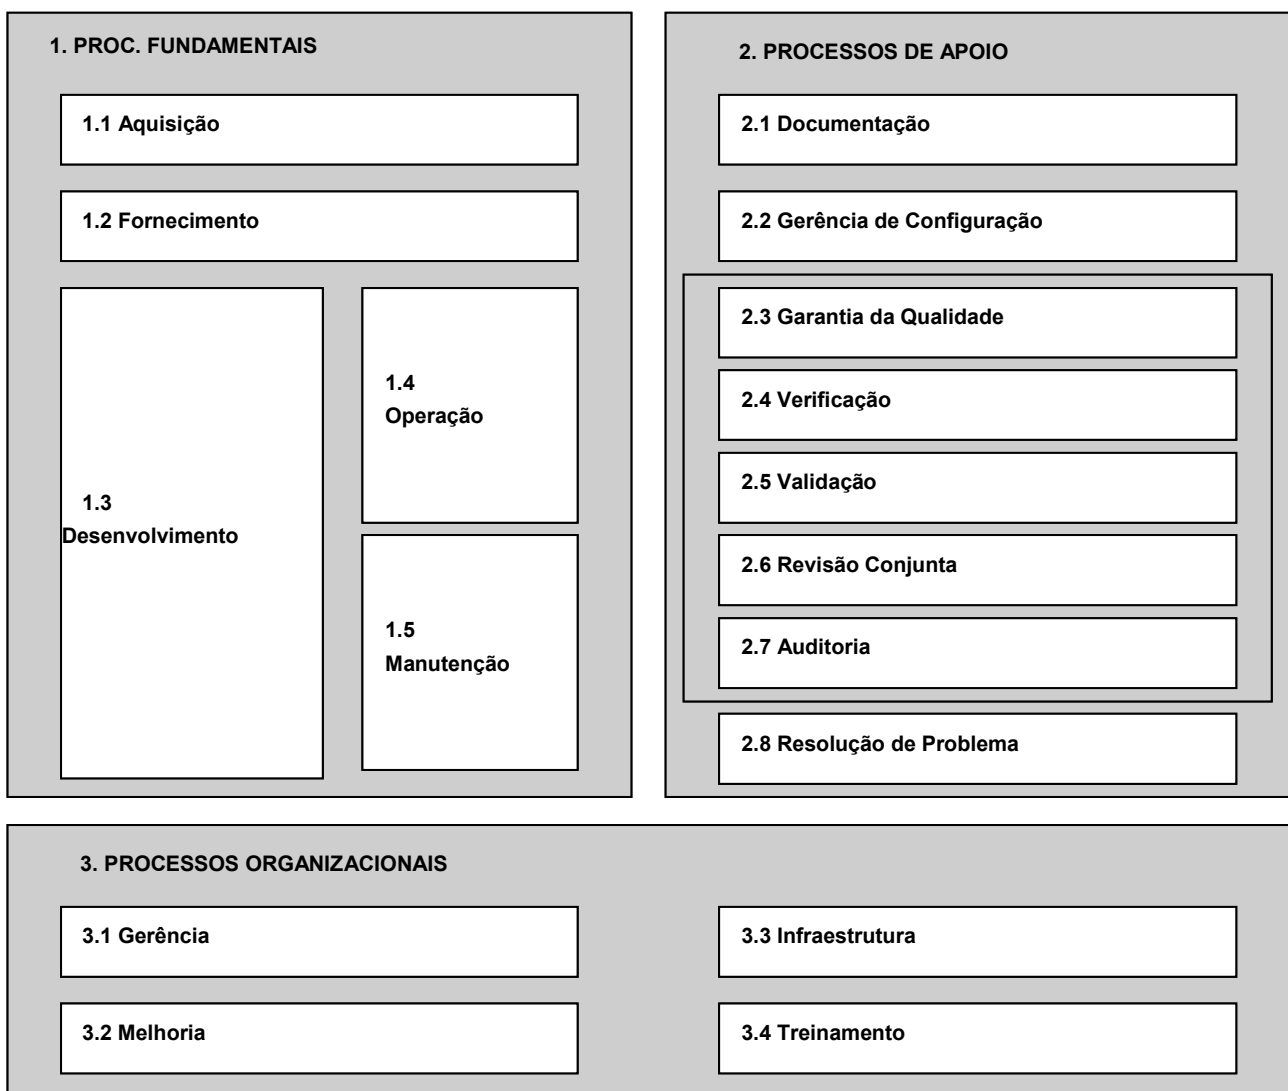 1. PROC. FUNDAMENTAIS
1.1 Aquisição
1.2 Fornecimento
1.3
Desenvolvimento
1.4
Operação
1.5
Manutenção
2. PROCESSOS DE APOIO
2.1 Documentação
2.2 Gerência de Configuração
2.3 Garantia da Qualidade
2.4 Verificação
2.5 Validação
2.6 Revisão Conjunta
2.7 Auditoria
2.8 Resolução de Problema
3. PROCESSOS ORGANIZACIONAIS
3.1 Gerência
3.2 Melhoria
3.3 Infraestrutura
3.4 Treinamento